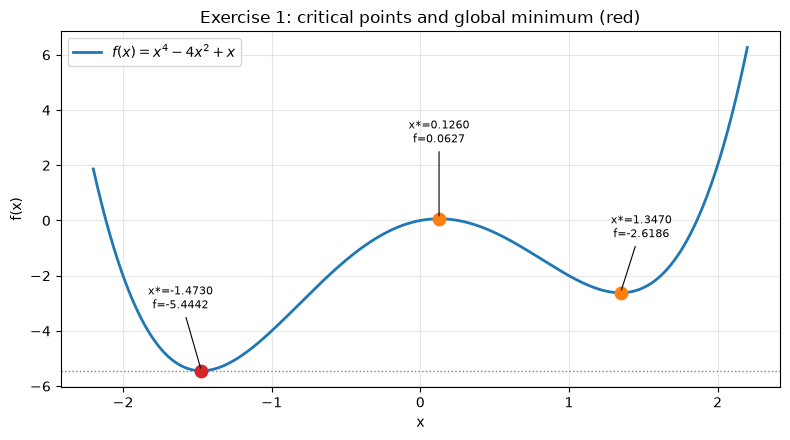 Exercise 1: critical points and global minimum (red)
f(x) = x⁴ − 4x² + x
x*=0.1260
f=0.0627
x*=1.3470
f=-2.6186
x*=-1.4730
f=-5.4442
f(x)
6
4
2
0
−2
−4
−6
−2
−1
0
1
2
x